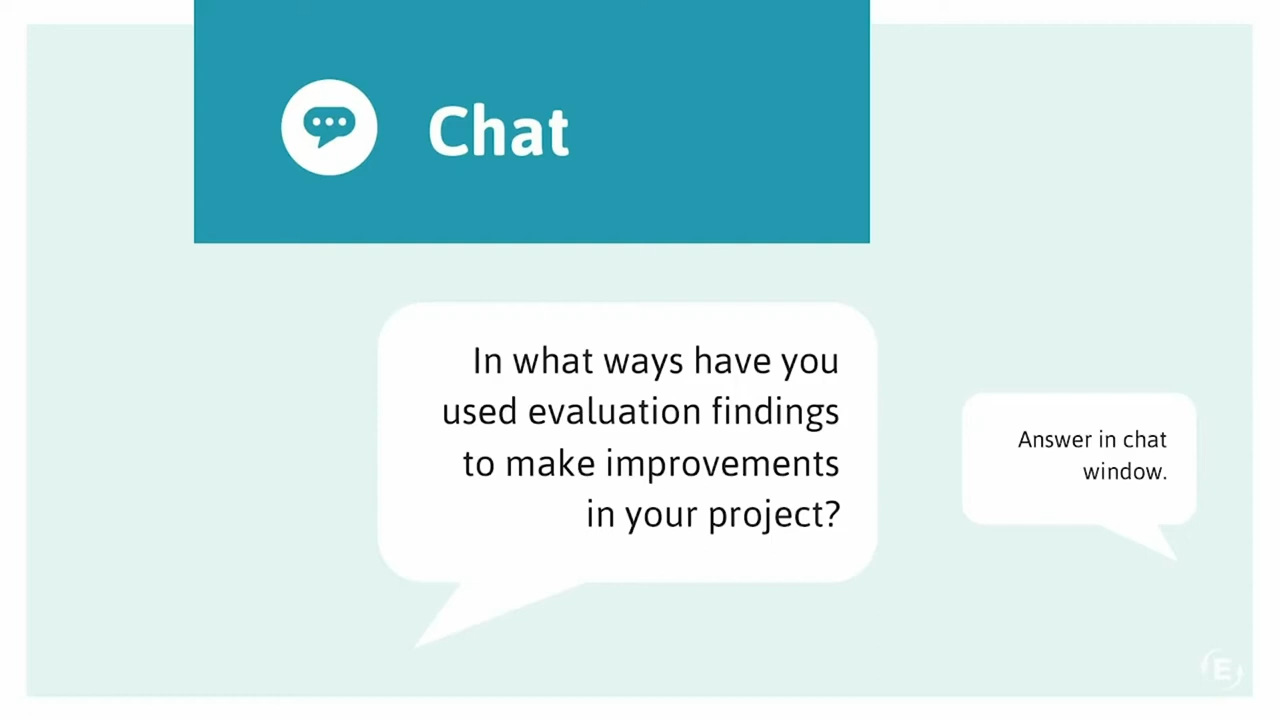 Chat
In what ways have you
used evaluation findings
to make improvements
in your project?
Answer in chat
window.
E